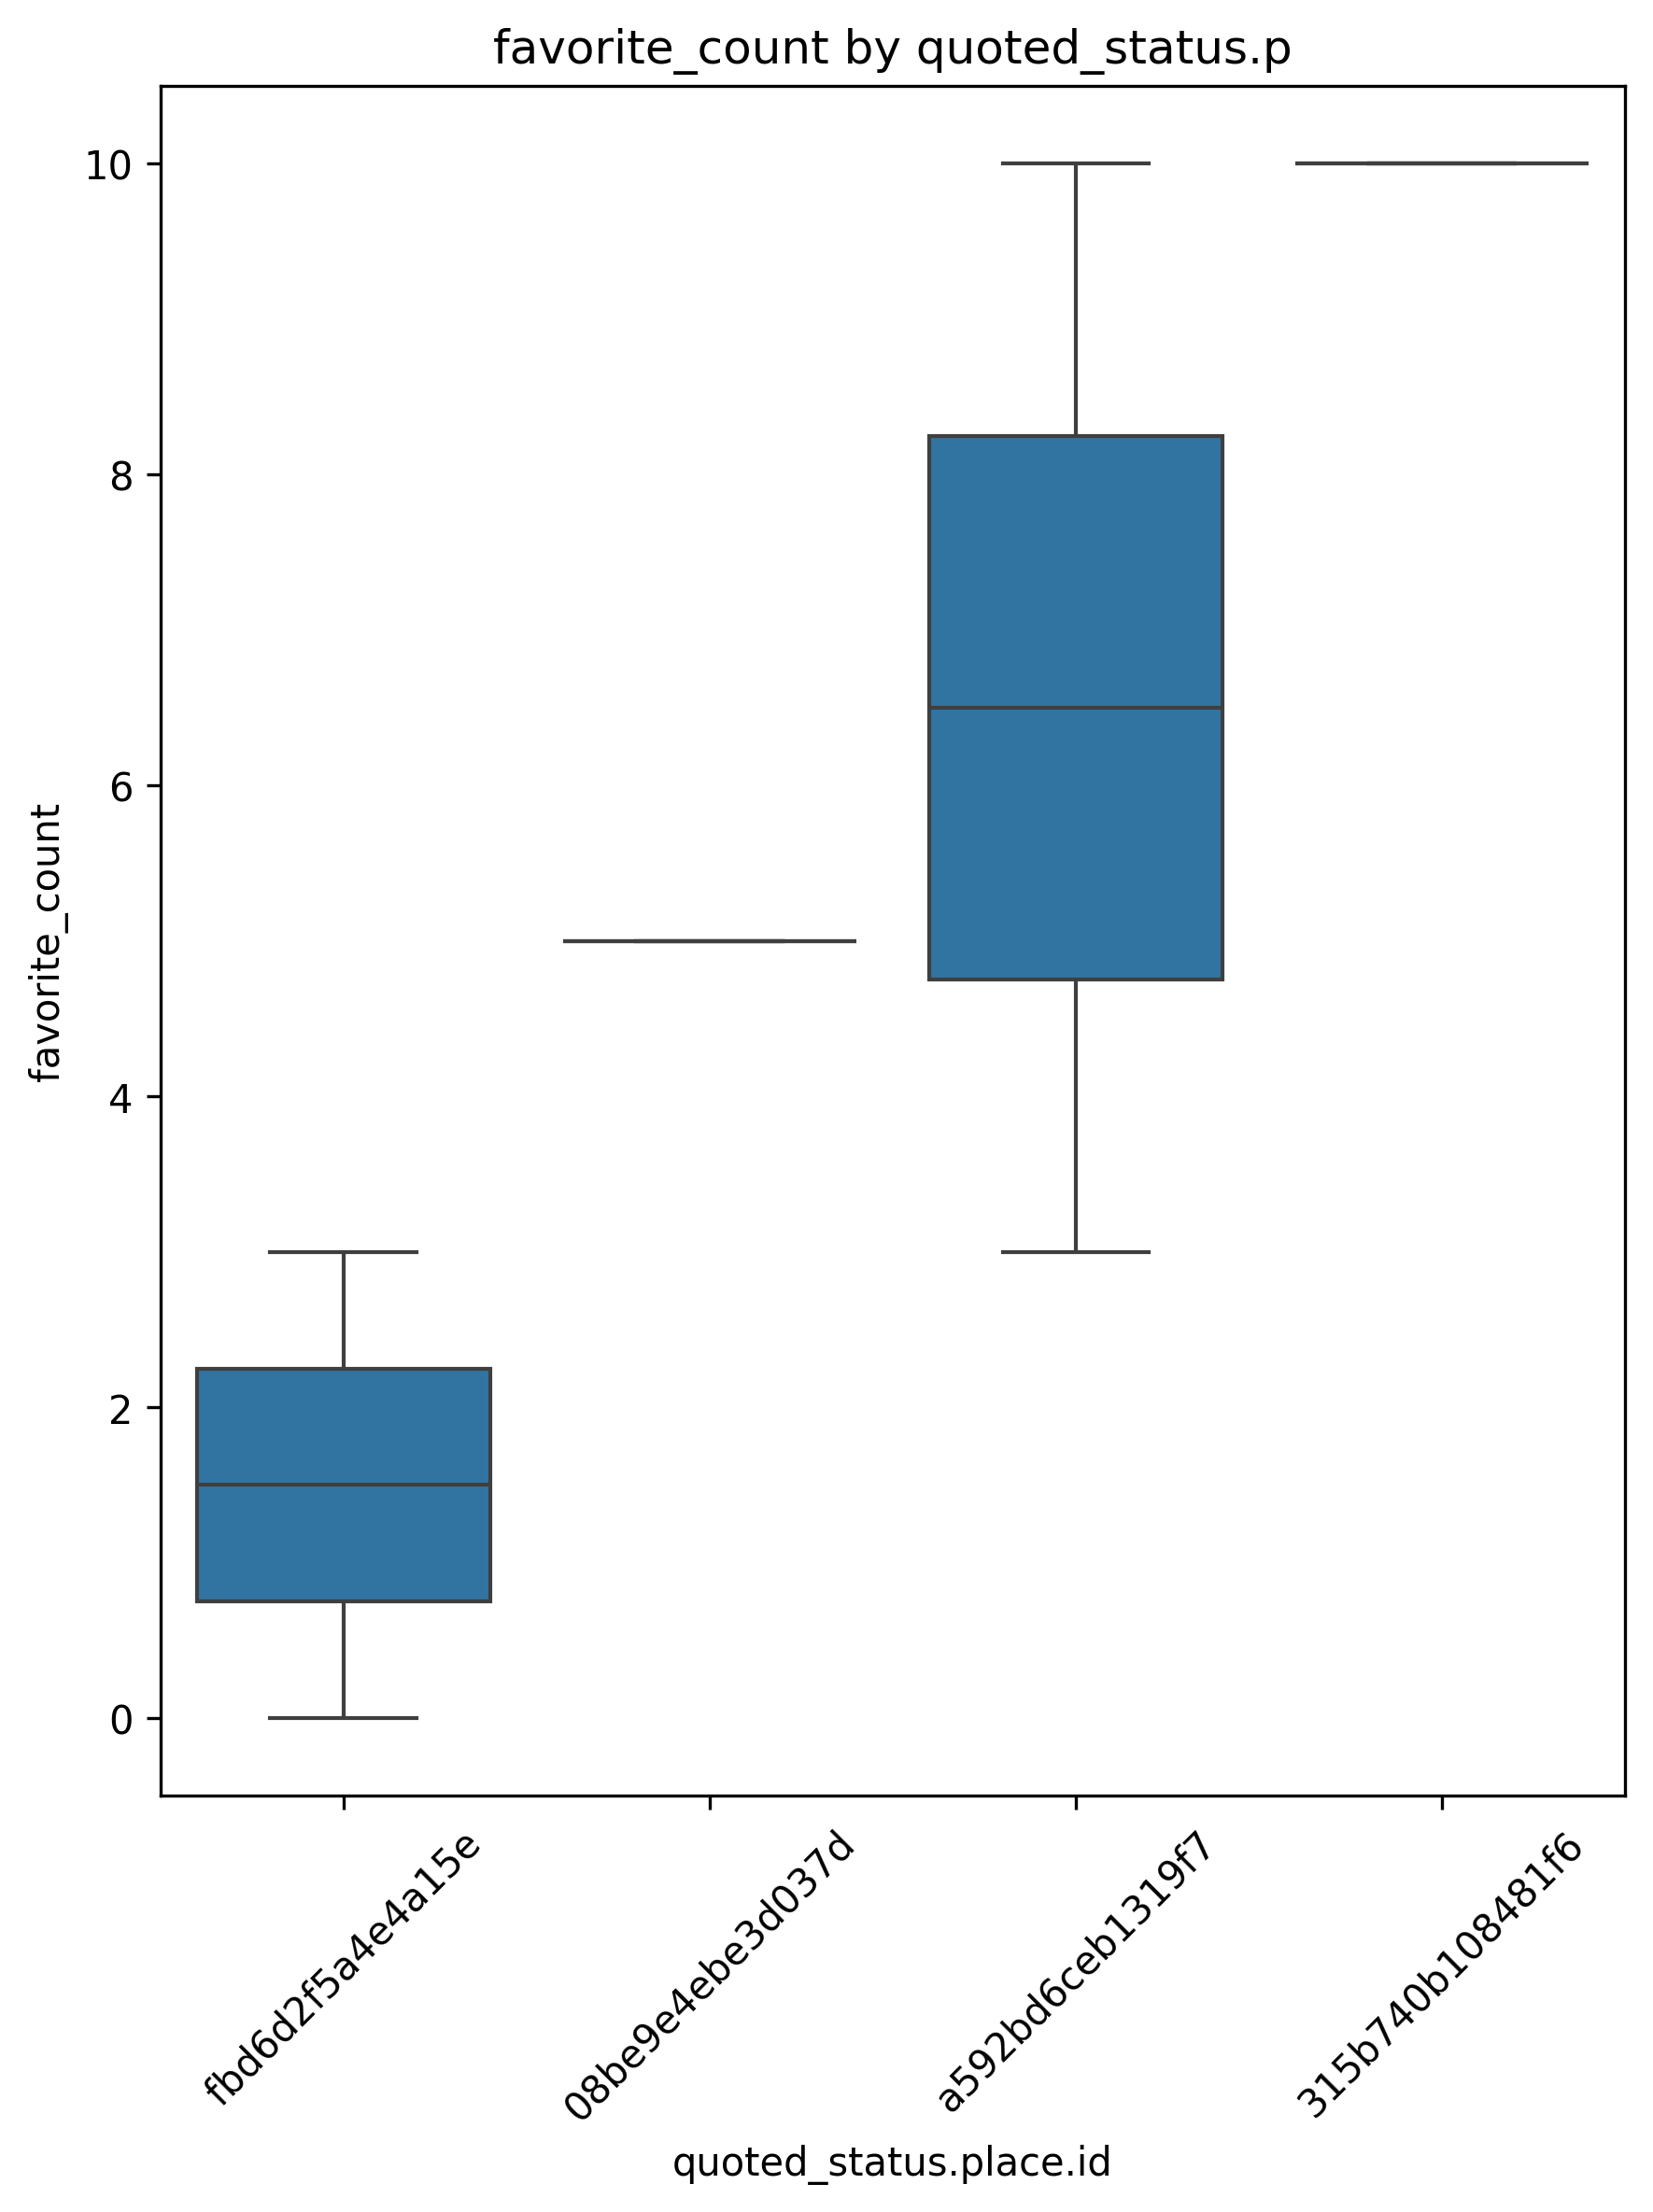 favorite_count by quoted_status.p
favorite_count
10
8
6
4
2
0
fbd6d2f5a4e4a15e
08be9e4ebe3d037d
a592bd6ceb1319f7
315b740b108481f6
quoted_status.place.id